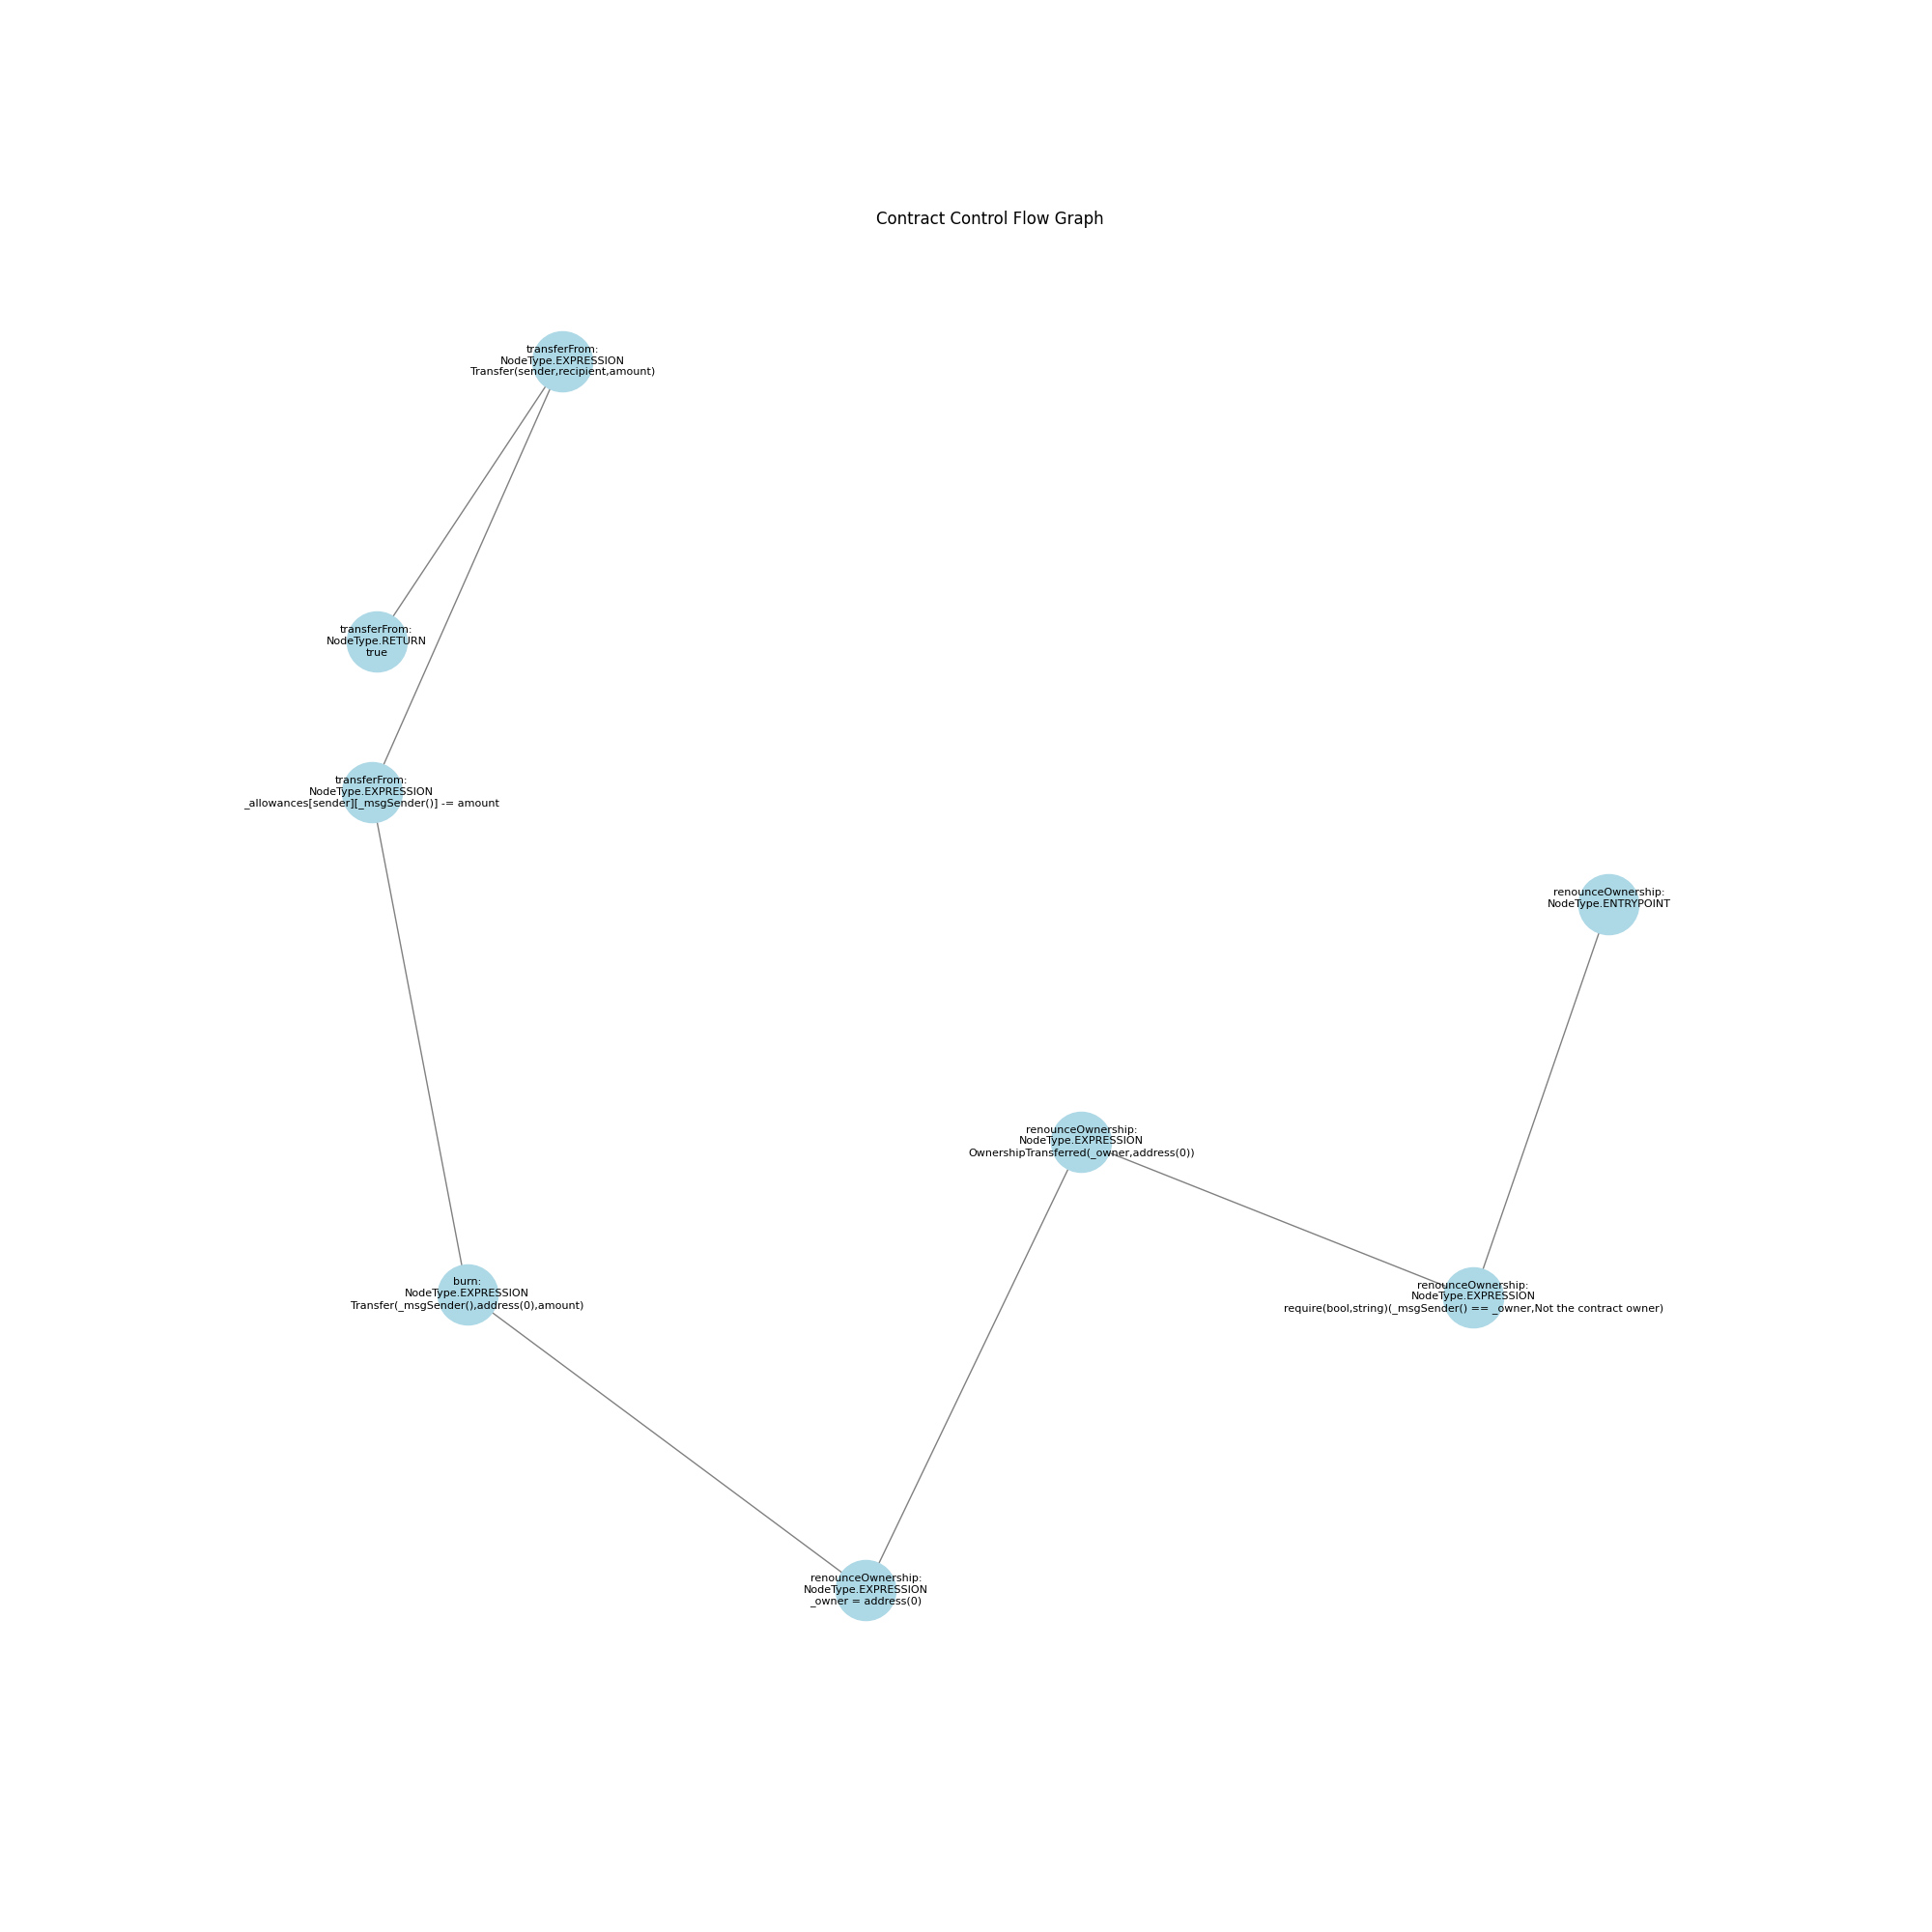 Contract Control Flow Graph
transferFrom:
NodeType.EXPRESSION
Transfer(sender,recipient,amount)
transferFrom:
NodeType.RETURN
true
transferFrom:
NodeType.EXPRESSION
_allowances[sender][_msgSender()] -= amount
renounceOwnership:
NodeType.ENTRYPOINT
renounceOwnership:
NodeType.EXPRESSION
OwnershipTransferred(_owner,address(0))
burn:
NodeType.EXPRESSION
Transfer(_msgSender(),address(0),amount)
renounceOwnership:
NodeType.EXPRESSION
require(bool,string)(_msgSender() == _owner,Not the contract owner)
renounceOwnership:
NodeType.EXPRESSION
_owner = address(0)